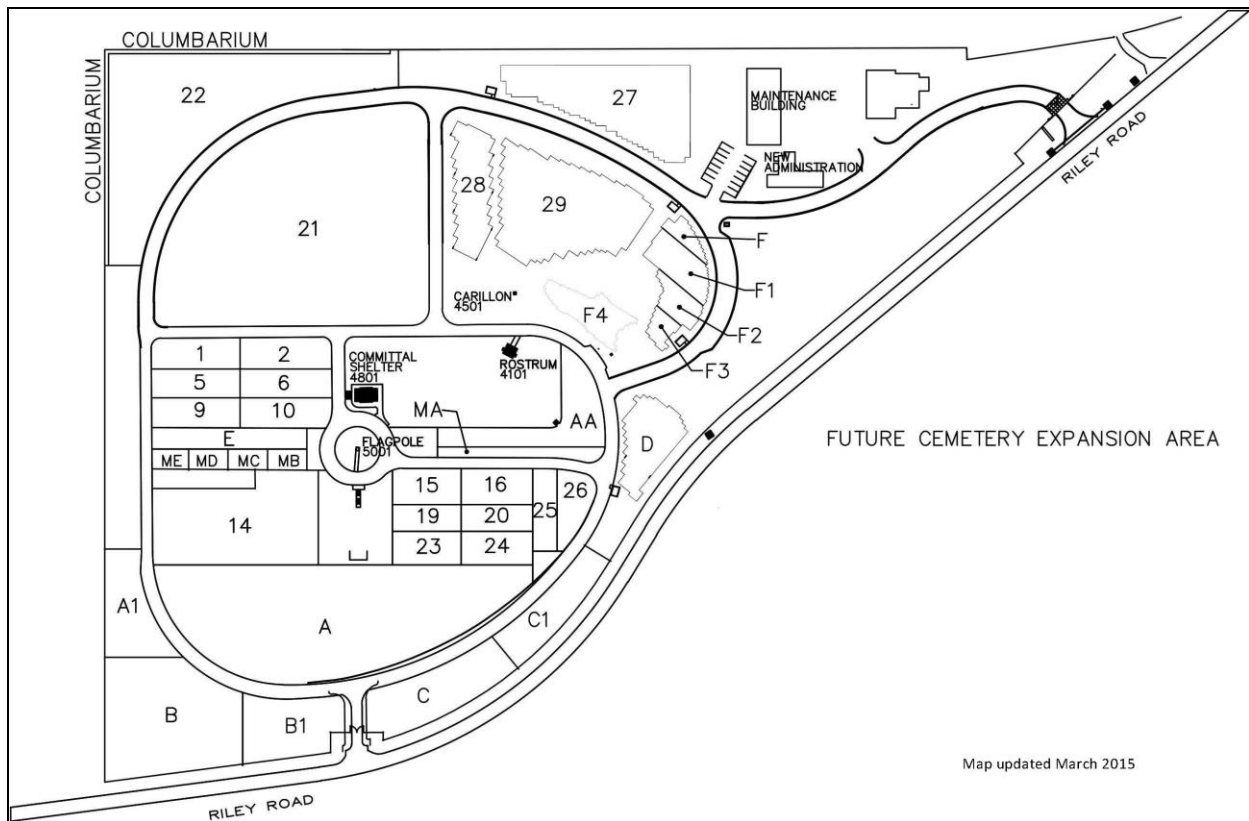 COLUMBARIUM
COLUMBARIUM
22
27
MAINTENANCE
BUILDING
RILEY ROAD
NEW
ADMINISTRATION
28
29
21
F
F1
F2
F3
F4
CARILLON
4501
1
2
COMMITTAL
SHELTER
4801
ROSTRUM
4101
5
6
9
10
MA
AA
E
FLAGPOLE
5001
D
FUTURE CEMETERY EXPANSION AREA
ME
MD
MC
MB
15
16
26
14
19
20
25
23
24
A1
A
C1
B
B1
C
Map updated March 2015
RILEY ROAD